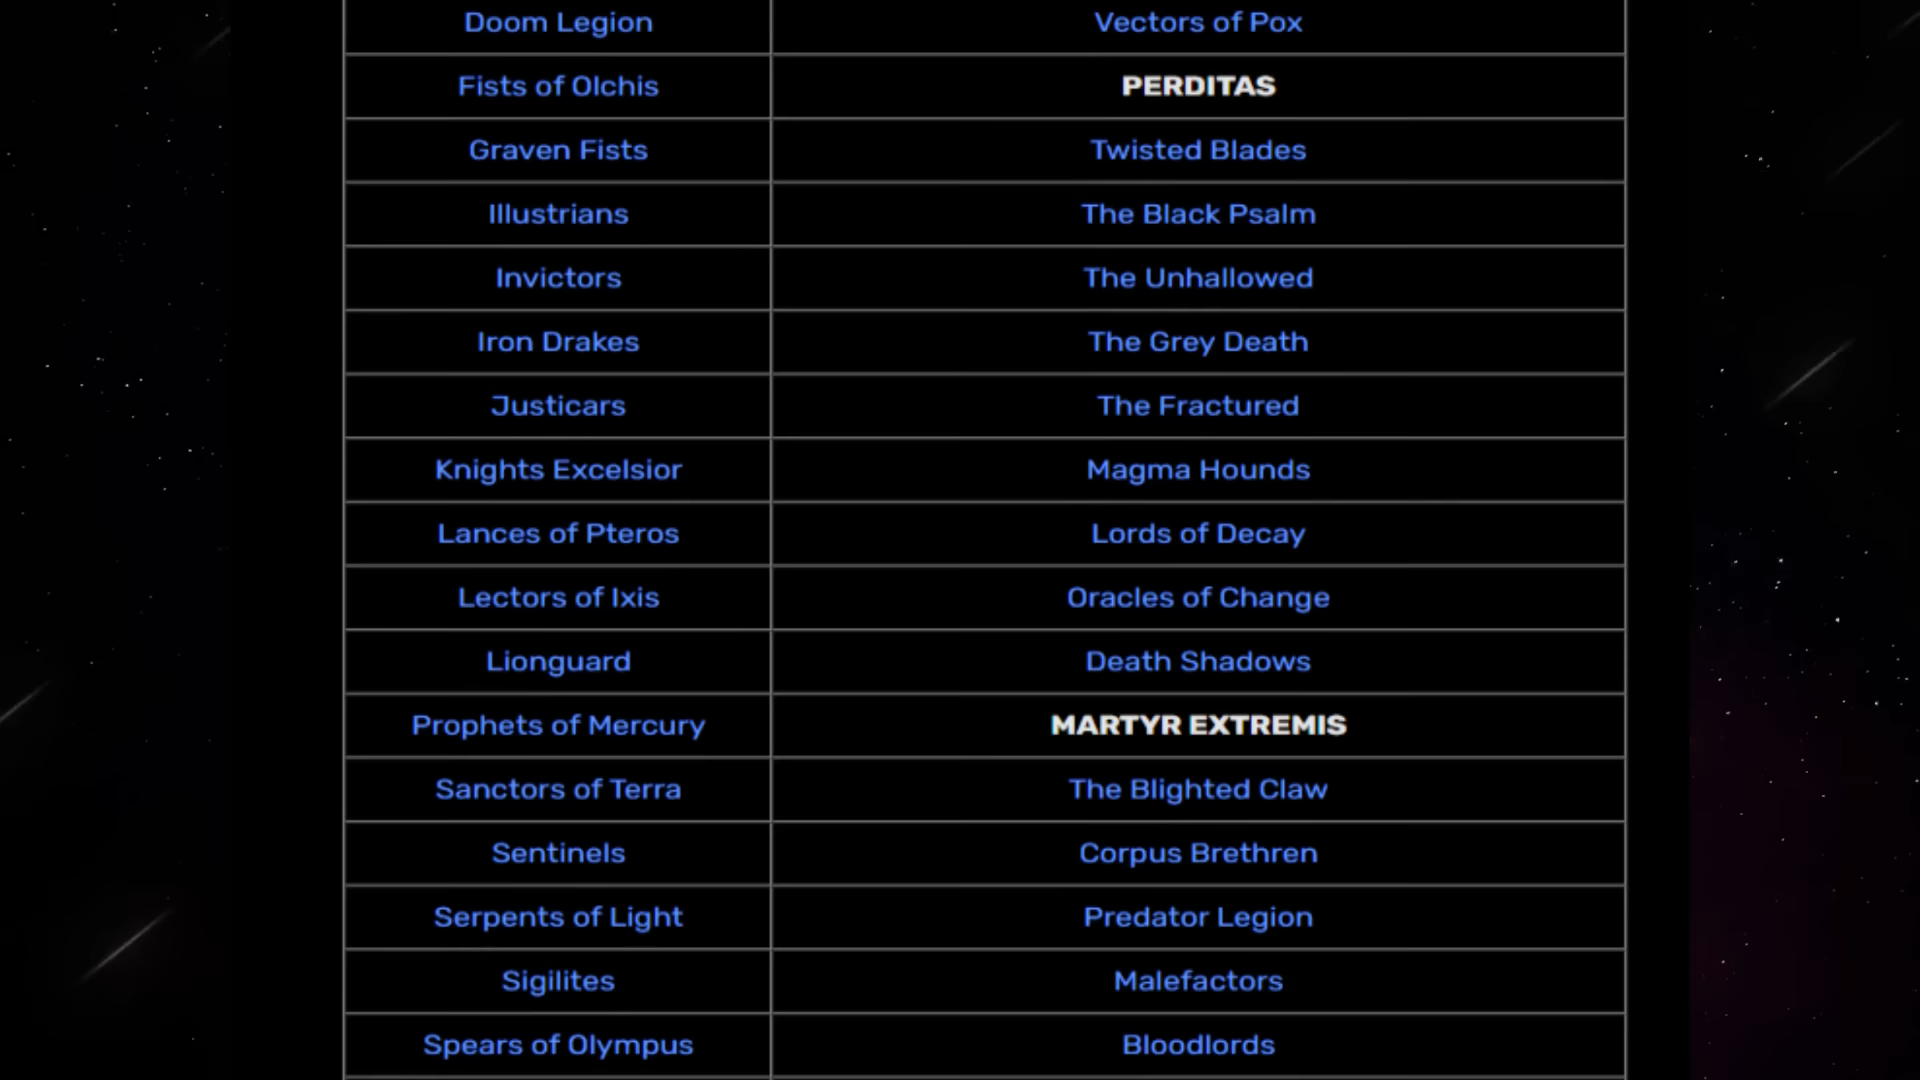 Doom Legion Vectors of Pox
Fists of Olchis PERDITAS
Graven Fists Twisted Blades
Illustrians The Black Psalm
Invictors The Unhallowed
Iron Drakes The Grey Death
Justicars The Fractured
Knights Excelsior Magma Hounds
Lances of Pteros Lords of Decay
Lectors of Ixis Oracles of Change
Lionguard Death Shadows
Prophets of Mercury MARTYR EXTREMIS
Sanctors of Terra The Blighted Claw
Sentinels Corpus Brethren
Serpents of Light Predator Legion
Sigilites Malefactors
Spears of Olympus Bloodlords